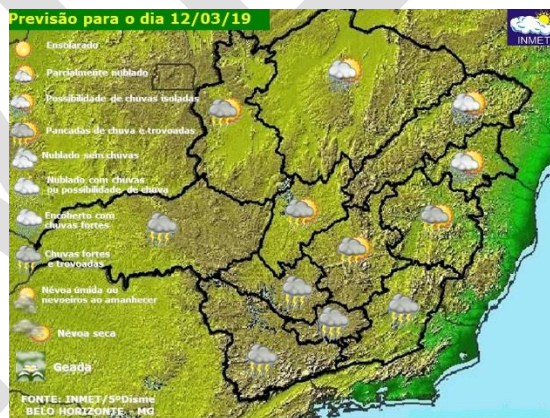 Previsão para o dia 12/03/19
INMET
Ensolarado
Parcialmente nublado
Possibilidade de chuvas isoladas
Pancadas de chuva e trovoadas
Nublado sem chuvas
Nublado com chuvas
ou possibilidade de chuva
Encoberto com
chuvas fortes
Chuvas fortes
e trovoadas
Névoa úmida ou
nevoeiros ao amanhecer
Névoa seca
Geada
FONTE: INMET/5ºDisme
BELO HORIZONTE - MG